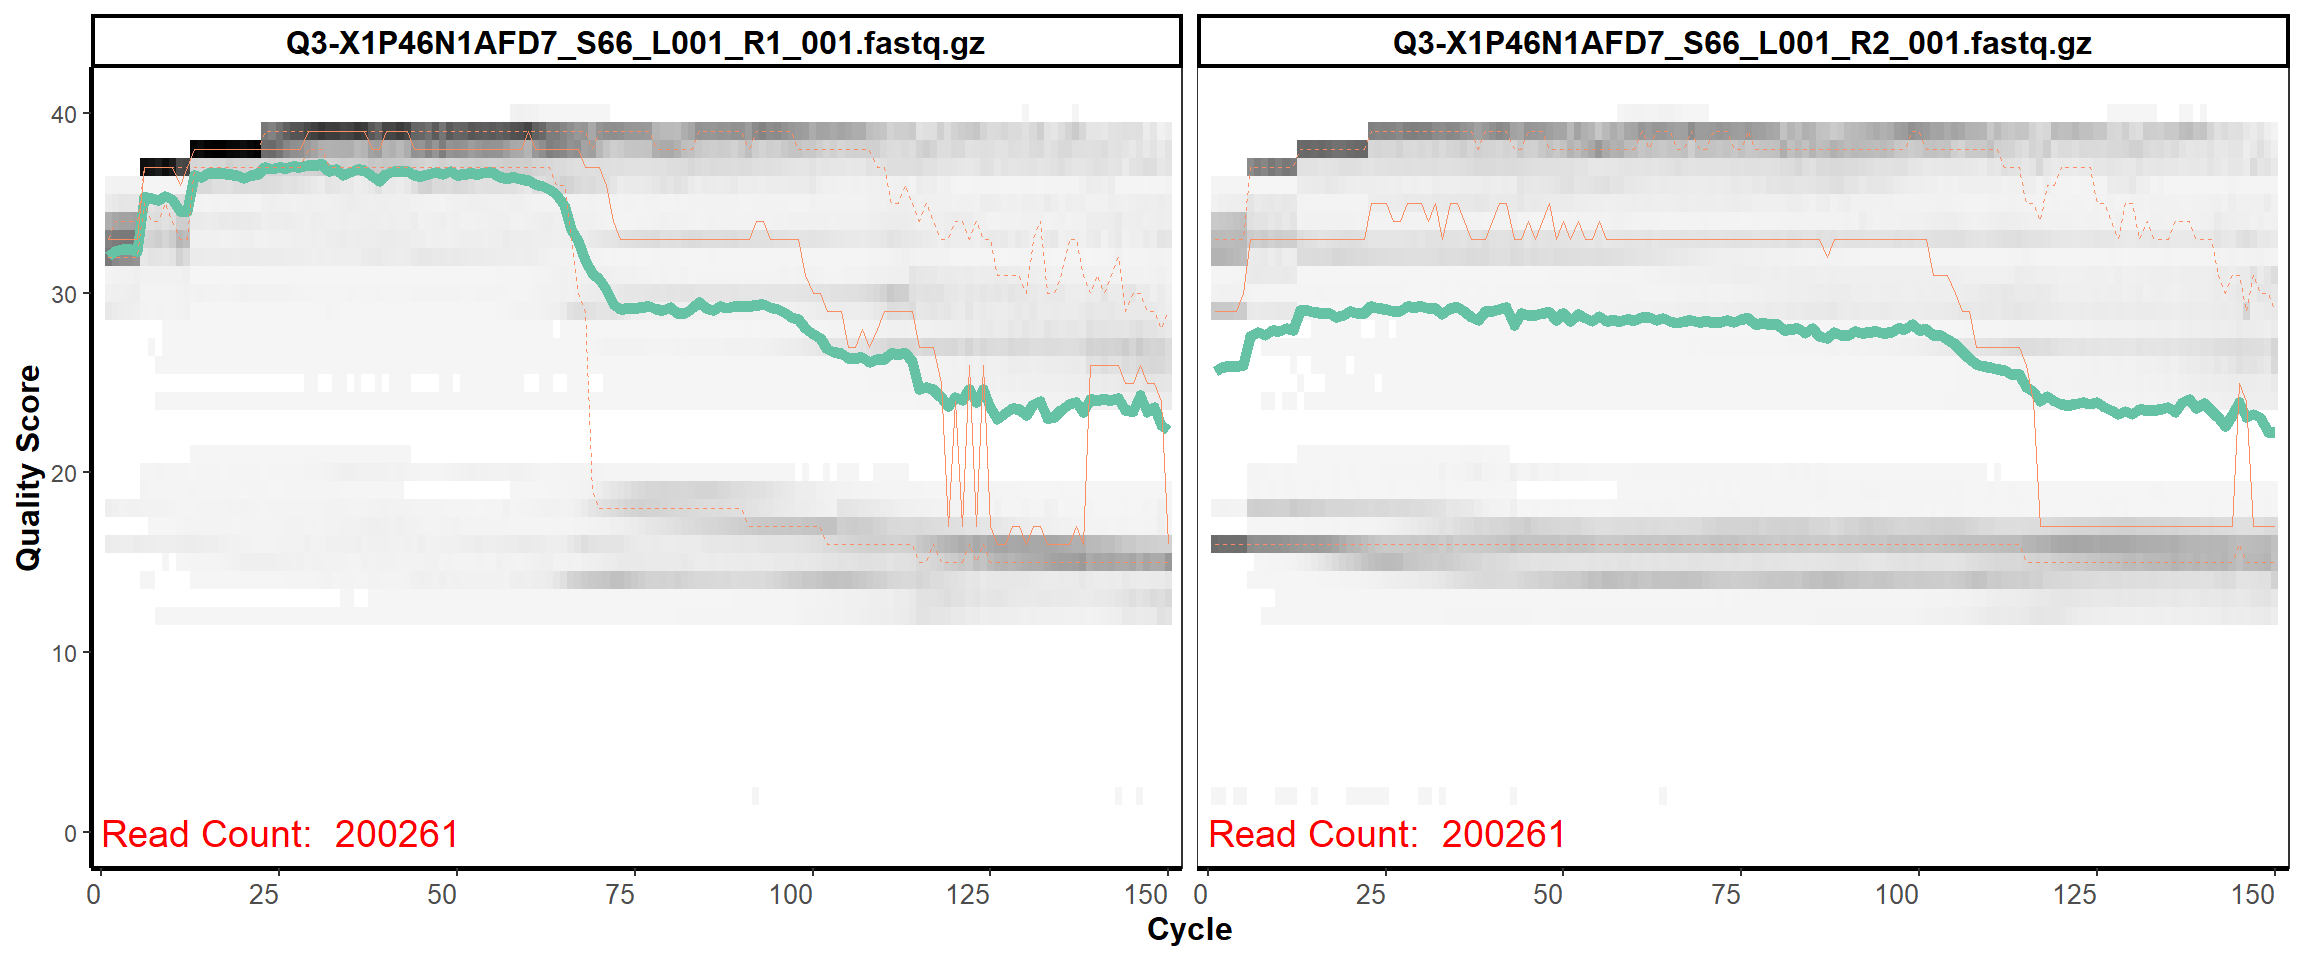 Q3-X1P46N1AFD7_S66_L001_R1_001.fastq.gz
Q3-X1P46N1AFD7_S66_L001_R2_001.fastq.gz
Quality Score
40
30
20
10
0
Read Count: 200261
Read Count: 200261
0 25 50 75 100 125 150
0 25 50 75 100 125 150
Cycle